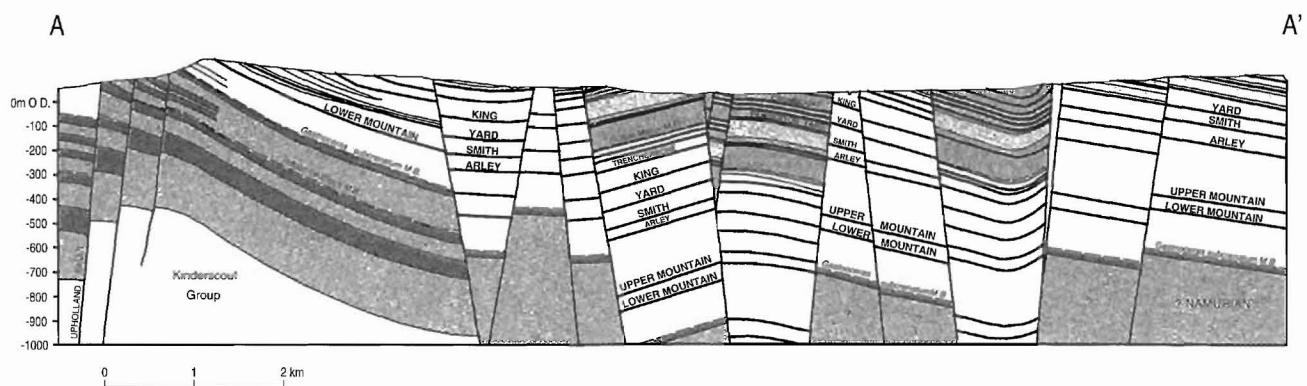 A
A'
0m O D.
-100
-200
-300
-400
-500
-600
-700
-800
-900
-1000
UPHOLLAND
Kinderscout
Group
LOWER MOUNTAIN
KING
YARD
SMITH
ARLEY
KING
YARD
SMITH
ARLEY
UPPER MOUNTAIN
LOWER MOUNTAIN
KING
YARD
SMITH
ARLEY
UPPER
LOWER
MOUNTAIN
MOUNTAIN
YARD
SMITH
ARLEY
UPPER MOUNTAIN
LOWER MOUNTAIN
? NAMURIAN
0
1
2 km